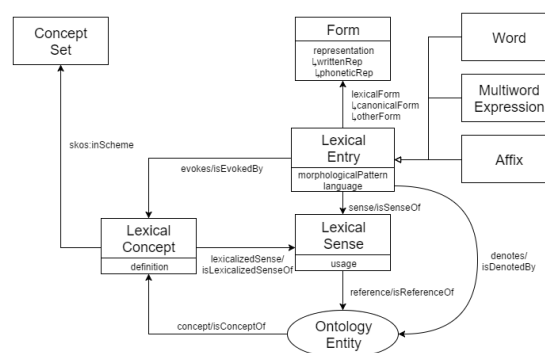 Concept
Set
Form
representation
↳writtenRep
↳phoneticRep
Word
Multiword
Expression
Affix
skos:inScheme
lexicalForm
↳canonicalForm
↳otherForm
Lexical
Entry
morphologicalPattern
language
evokes/isEvokedBy
sense/isSenseOf
Lexical
Concept
definition
lexicalizedSense/
isLexicalizedSenseOf
Lexical
Sense
usage
denotes/
isDenotedBy
reference/isReferenceOf
concept/isConceptOf
Ontology
Entity